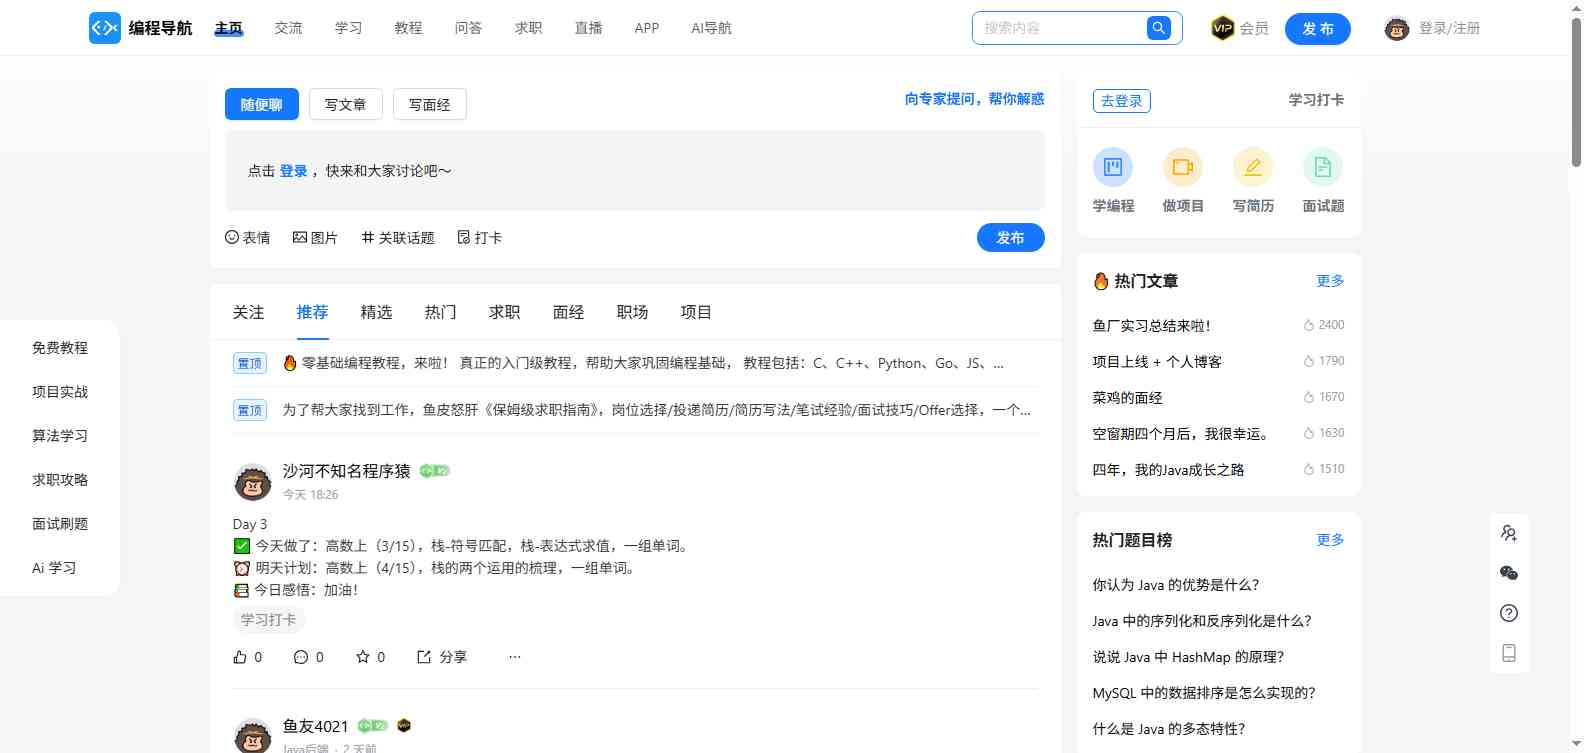 编程导航 主页 交流 学习 教程 问答 求职 直播 APP AI导航 搜索内容 VIP 会员 发 布 登录/注册
随便聊 写文章 写面经 向专家提问，帮你解惑
点击 登录 ，快来和大家讨论吧～
表情 图片 # 关联话题 打卡 发布
关注 推荐 精选 热门 求职 面经 职场 项目
置顶 🔥 零基础编程教程，来啦！ 真正的入门级教程，帮助大家巩固编程基础， 教程包括：C、C++、Python、Go、JS、...
置顶 为了帮大家找到工作，鱼皮怒肝《保姆级求职指南》，岗位选择/投递简历/简历写法/笔试经验/面试技巧/Offer选择，一个...
沙河不知名程序猿
今天 18:26
Day 3
✅ 今天做了：高数上（3/15），栈-符号匹配，栈-表达式求值，一组单词。
⏰ 明天计划：高数上（4/15），栈的两个运用的梳理，一组单词。
📚 今日感悟：加油！
学习打卡
0 0 0 分享 ...
鱼友4021
Java后端 · 2 天前
免费教程
项目实战
算法学习
求职攻略
面试刷题
Ai 学习
去登录 学习打卡
学编程 做项目 写简历 面试题
🔥 热门文章 更多
鱼厂实习总结来啦！ 2400
项目上线 + 个人博客 1790
菜鸡的面经 1670
空窗期四个月后，我很幸运。 1630
四年，我的Java成长之路 1510
热门题目榜 更多
你认为 Java 的优势是什么？
Java 中的序列化和反序列化是什么？
说说 Java 中 HashMap 的原理？
MySQL 中的数据排序是怎么实现的？
什么是 Java 的多态特性？